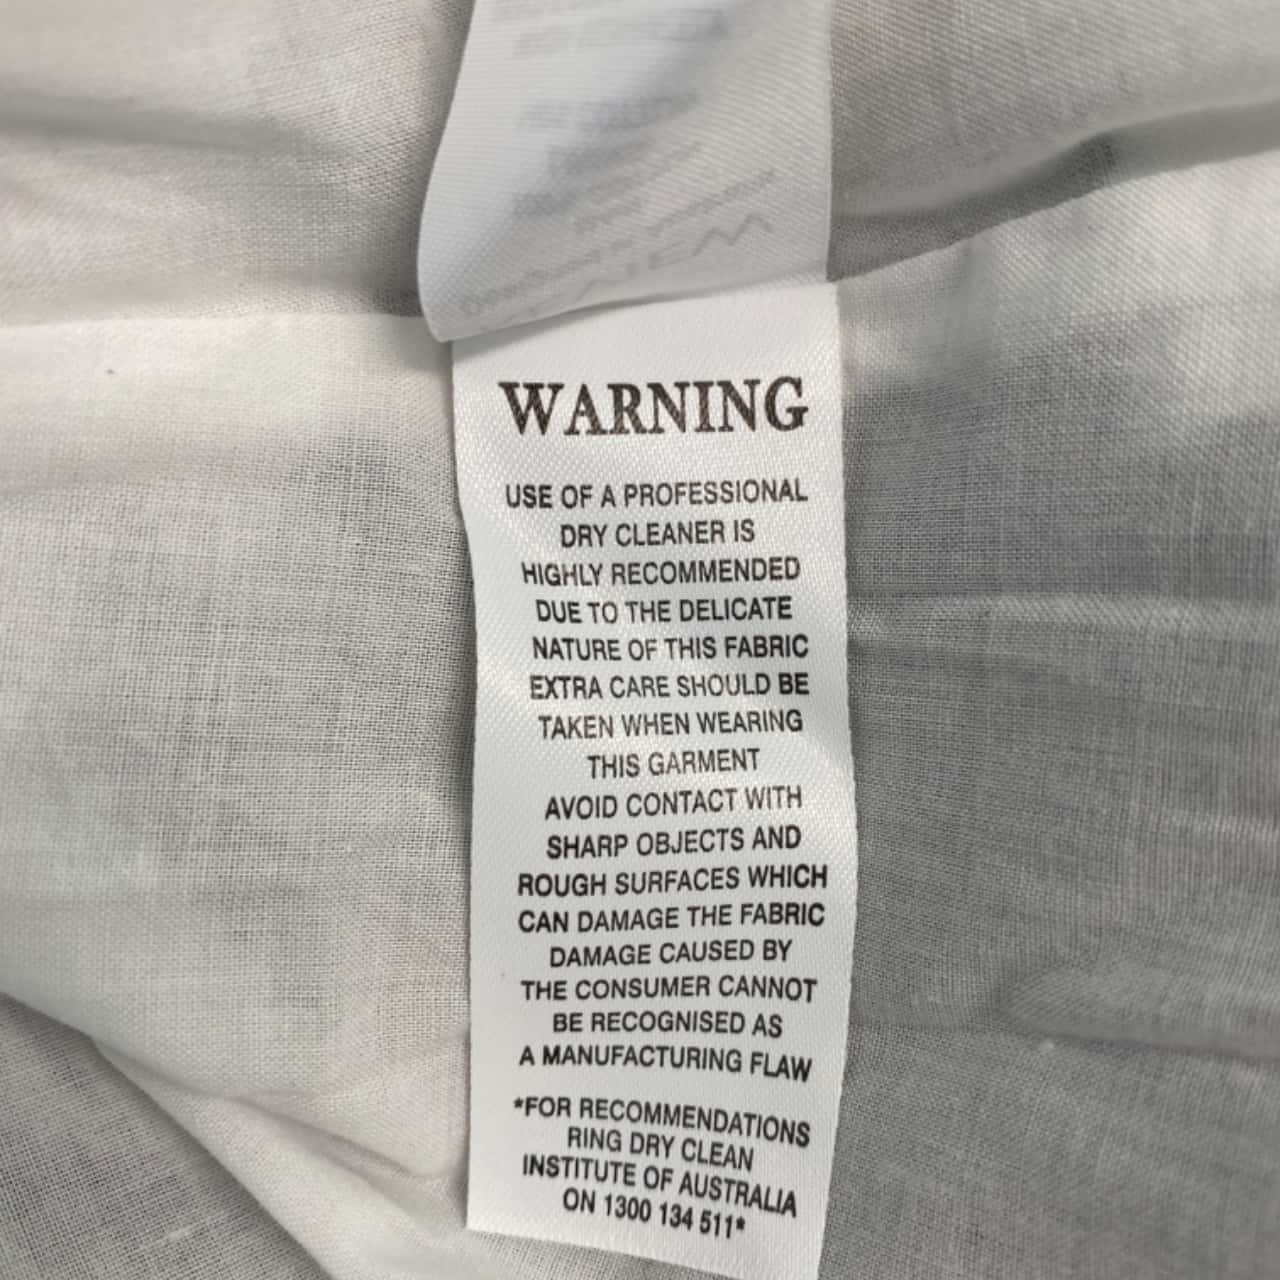 WARNING
USE OF A PROFESSIONAL
DRY CLEANER IS
HIGHLY RECOMMENDED
DUE TO THE DELICATE
NATURE OF THIS FABRIC
EXTRA CARE SHOULD BE
TAKEN WHEN WEARING
THIS GARMENT
AVOID CONTACT WITH
SHARP OBJECTS AND
ROUGH SURFACES WHICH
CAN DAMAGE THE FABRIC
DAMAGE CAUSED BY
THE CONSUMER CANNOT
BE RECOGNISED AS
A MANUFACTURING FLAW
*FOR RECOMMENDATIONS
RING DRY CLEAN
INSTITUTE OF AUSTRALIA
ON 1300 134 511*